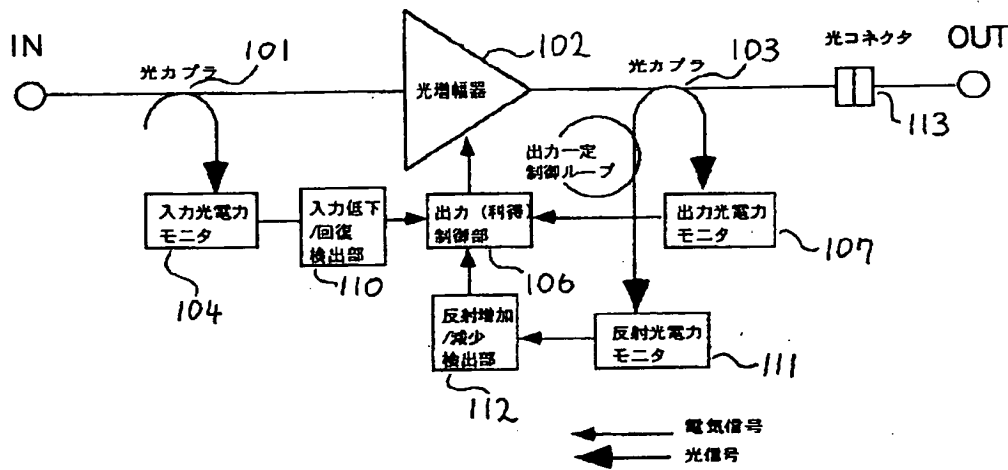 IN
101
光カプラ
102
光増幅器
光カプラ
103
光コネクタ
OUT
113
出力一定
制御ループ
入力光電力
モニタ
104
入力低下
/回復
検出部
110
出力（利得）
制御部
106
出力光電力
モニタ
107
反射増加
/減少
検出部
112
反射光電力
モニタ
111
電気信号
光信号